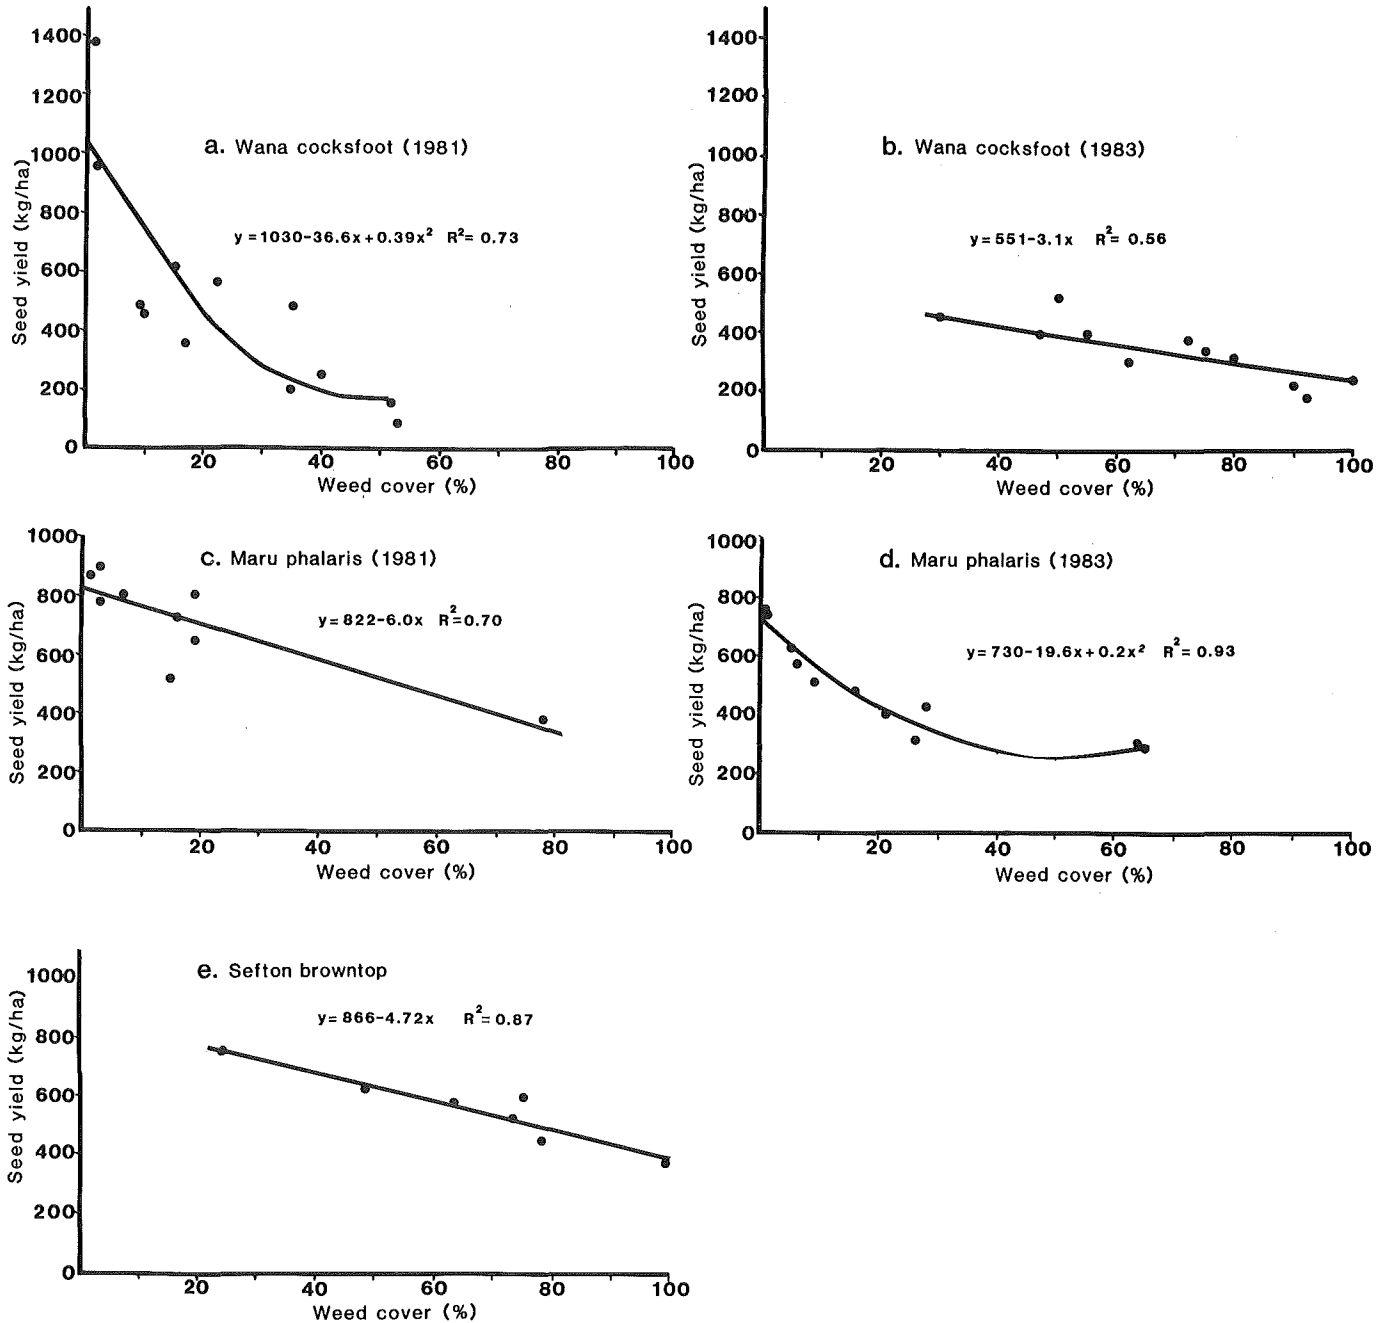 a. Wana cocksfoot (1981)
y=1030-36.6x+0.39x² R²= 0.73
Seed yield (kg/ha)
1400
1200
1000
800
600
400
200
0
20 40 60 80 100
Weed cover (%)
b. Wana cocksfoot (1983)
y=551-3.1x R²= 0.56
Seed yield (kg/ha)
1400
1200
1000
800
600
400
200
0
20 40 60 80 100
Weed cover (%)
c. Maru phalaris (1981)
y=822-6.0x R²=0.70
Seed yield (kg/ha)
1000
800
600
400
200
0
20 40 60 80 100
Weed cover (%)
d. Maru phalaris (1983)
y=730-19.6x+0.2x² R²= 0.93
Seed yield (kg/ha)
1000
800
600
400
200
0
20 40 60 80 100
Weed cover (%)
e. Sefton browntop
y=866-4.72x R²=0.87
Seed yield (kg/ha)
1000
800
600
400
200
0
20 40 60 80 100
Weed cover (%)